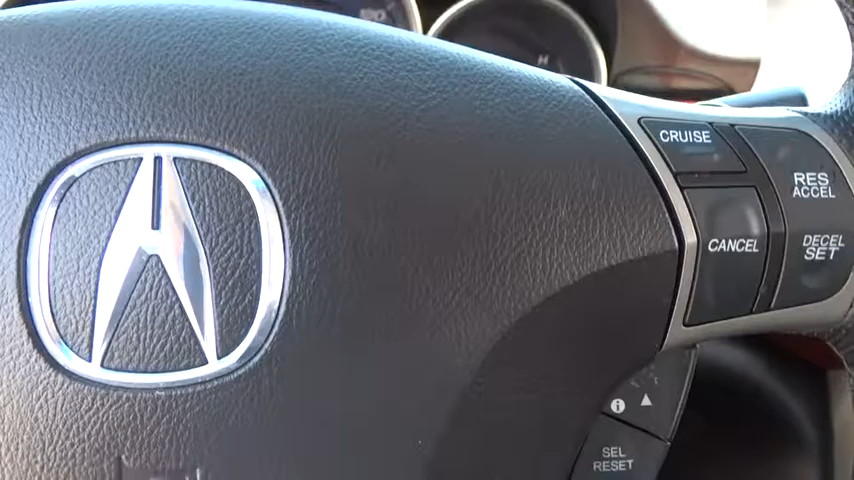 H
CRUISE
RES
ACCEL
CANCEL
DECEL
SET
i
SEL
RESET